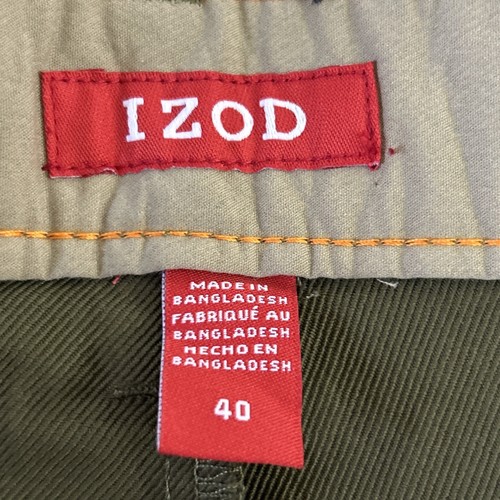 IZOD
MADE IN
BANGLADESH
FABRIQUÉ AU
BANGLADESH
HECHO EN
BANGLADESH
40